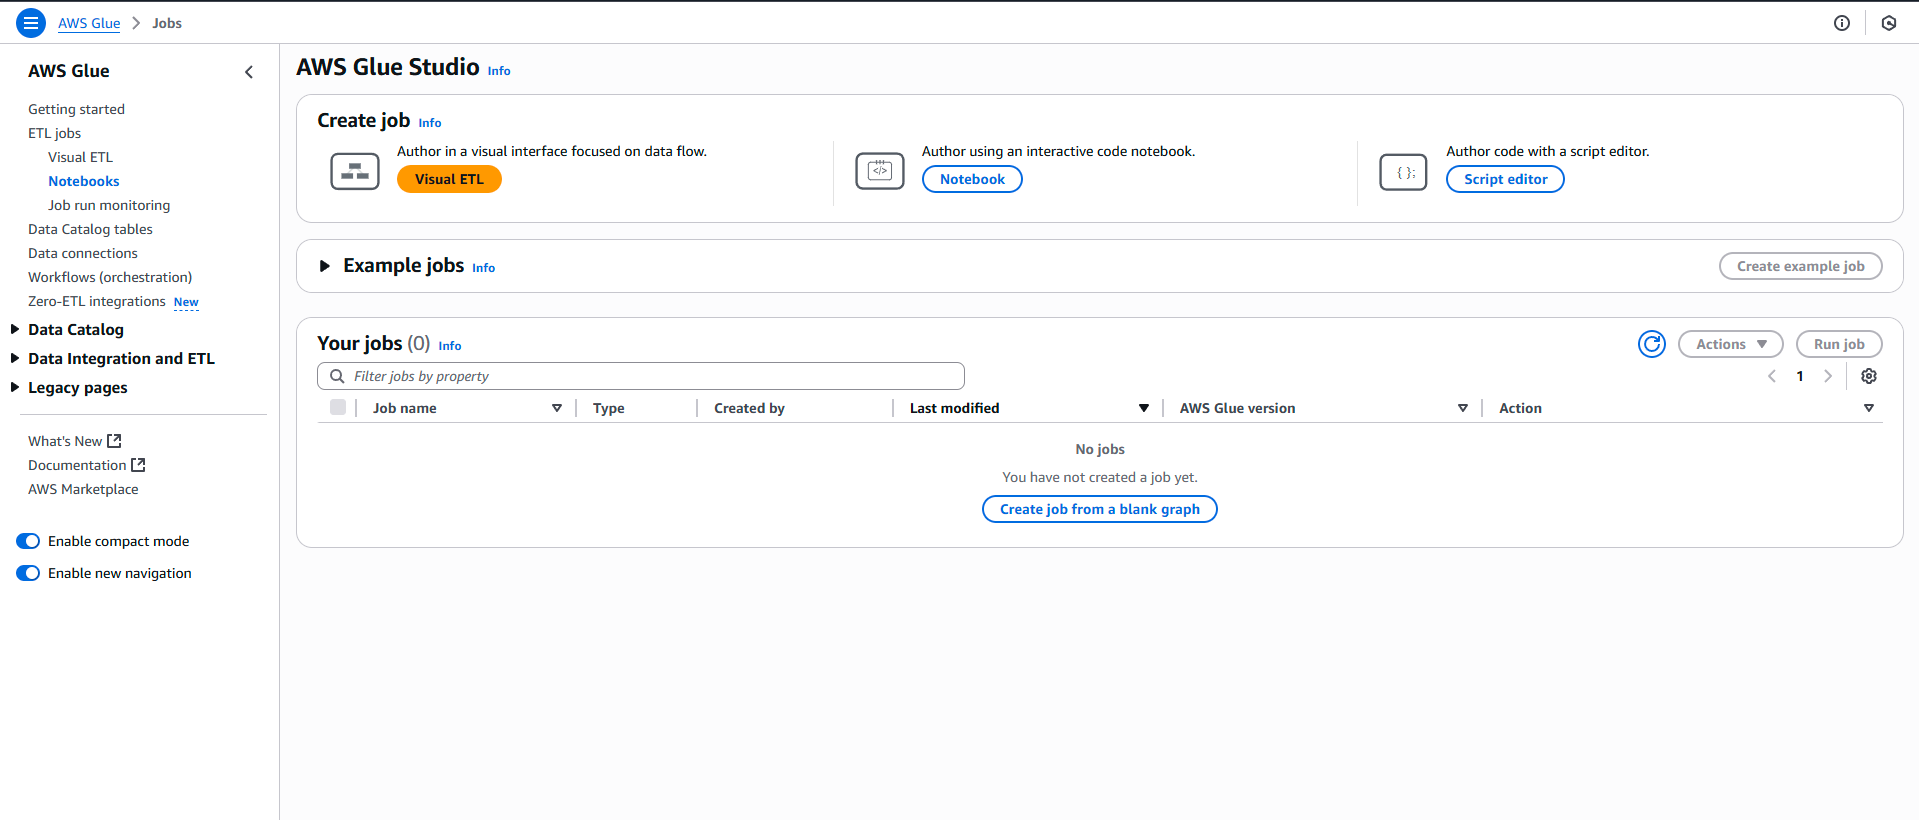 AWS Glue > Jobs
AWS Glue
Getting started
ETL jobs
Visual ETL
Notebooks
Job run monitoring
Data Catalog tables
Data connections
Workflows (orchestration)
Zero-ETL integrations New
Data Catalog
Data Integration and ETL
Legacy pages
What's New
Documentation
AWS Marketplace
Enable compact mode
Enable new navigation
AWS Glue Studio Info
Create job Info
Author in a visual interface focused on data flow.
Visual ETL
Author using an interactive code notebook.
</>
Notebook
Author code with a script editor.
{ };
Script editor
Example jobs Info
Create example job
Your jobs (0) Info
Actions
Run job
Filter jobs by property
1
Job name Type Created by Last modified AWS Glue version Action
No jobs
You have not created a job yet.
Create job from a blank graph